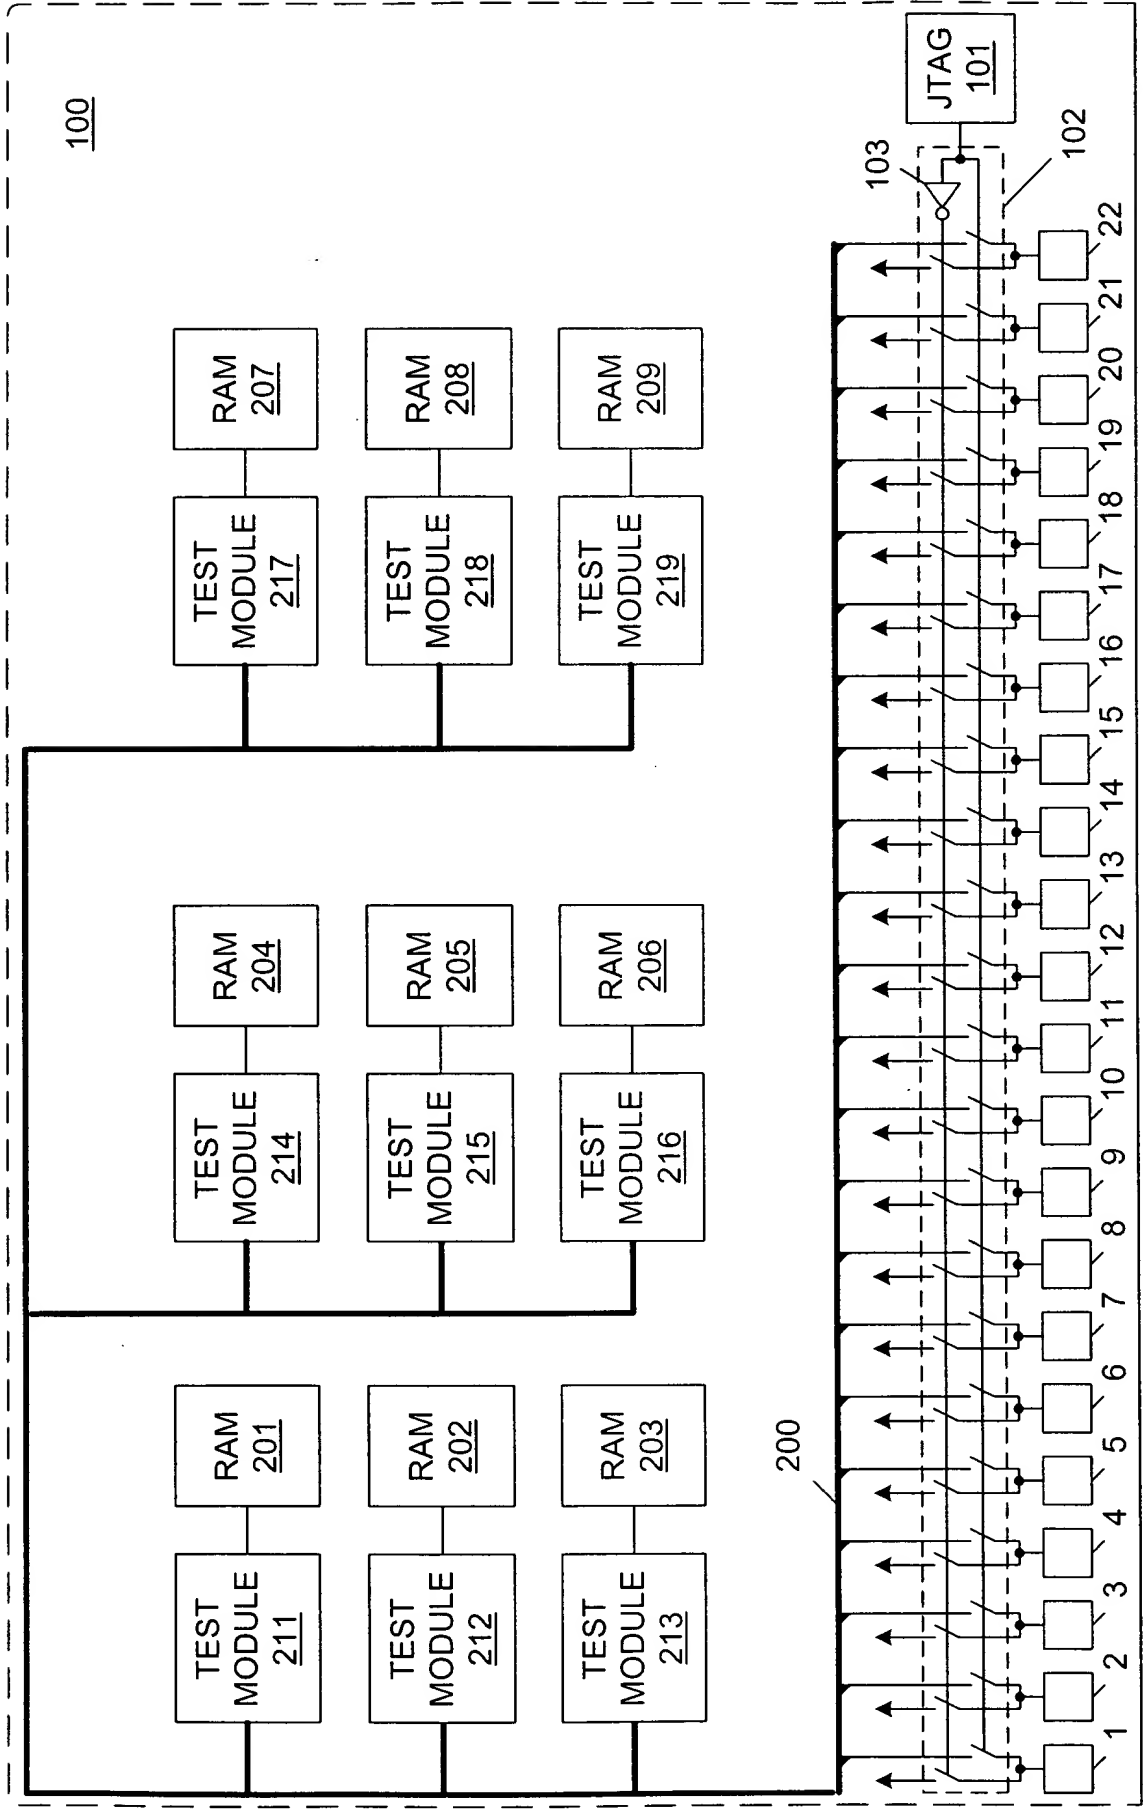 100
JTAG
101
103
102
TEST
MODULE
211
RAM
201
TEST
MODULE
214
RAM
204
TEST
MODULE
217
RAM
207
TEST
MODULE
212
RAM
202
TEST
MODULE
215
RAM
205
TEST
MODULE
218
RAM
208
TEST
MODULE
213
RAM
203
TEST
MODULE
216
RAM
206
TEST
MODULE
219
RAM
209
200
1
2
3
4
5
6
7
8
9
10
11
12
13
14
15
16
17
18
19
20
21
22